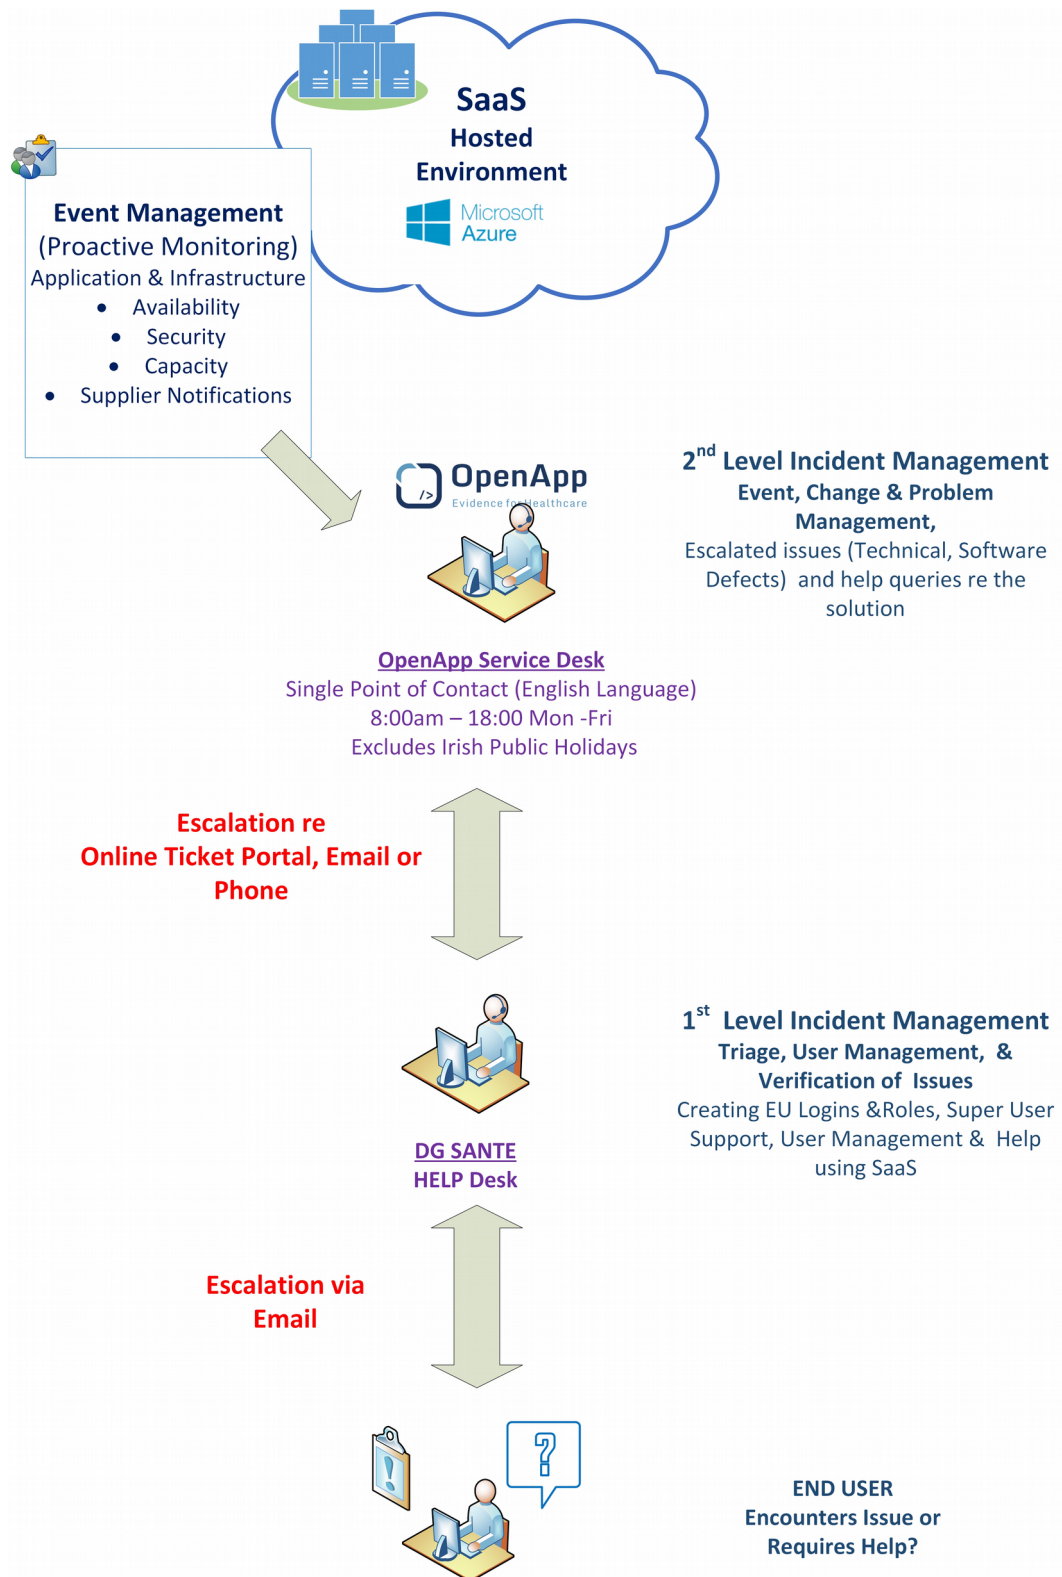 SaaS
Hosted
Environment
Microsoft
Azure
Event Management
(Proactive Monitoring)
Application & Infrastructure
• Availability
• Security
• Capacity
• Supplier Notifications
</> OpenApp
Evidence for Healthcare
2nd Level Incident Management
Event, Change & Problem
Management,
Escalated issues (Technical, Software
Defects) and help queries re the
solution
OpenApp Service Desk
Single Point of Contact (English Language)
8:00am – 18:00 Mon -Fri
Excludes Irish Public Holidays
Escalation re
Online Ticket Portal, Email or
Phone
1st Level Incident Management
Triage, User Management, &
Verification of Issues
Creating EU Logins &Roles, Super User
Support, User Management & Help
using SaaS
DG SANTE
HELP Desk
Escalation via
Email
!
?
END USER
Encounters Issue or
Requires Help?